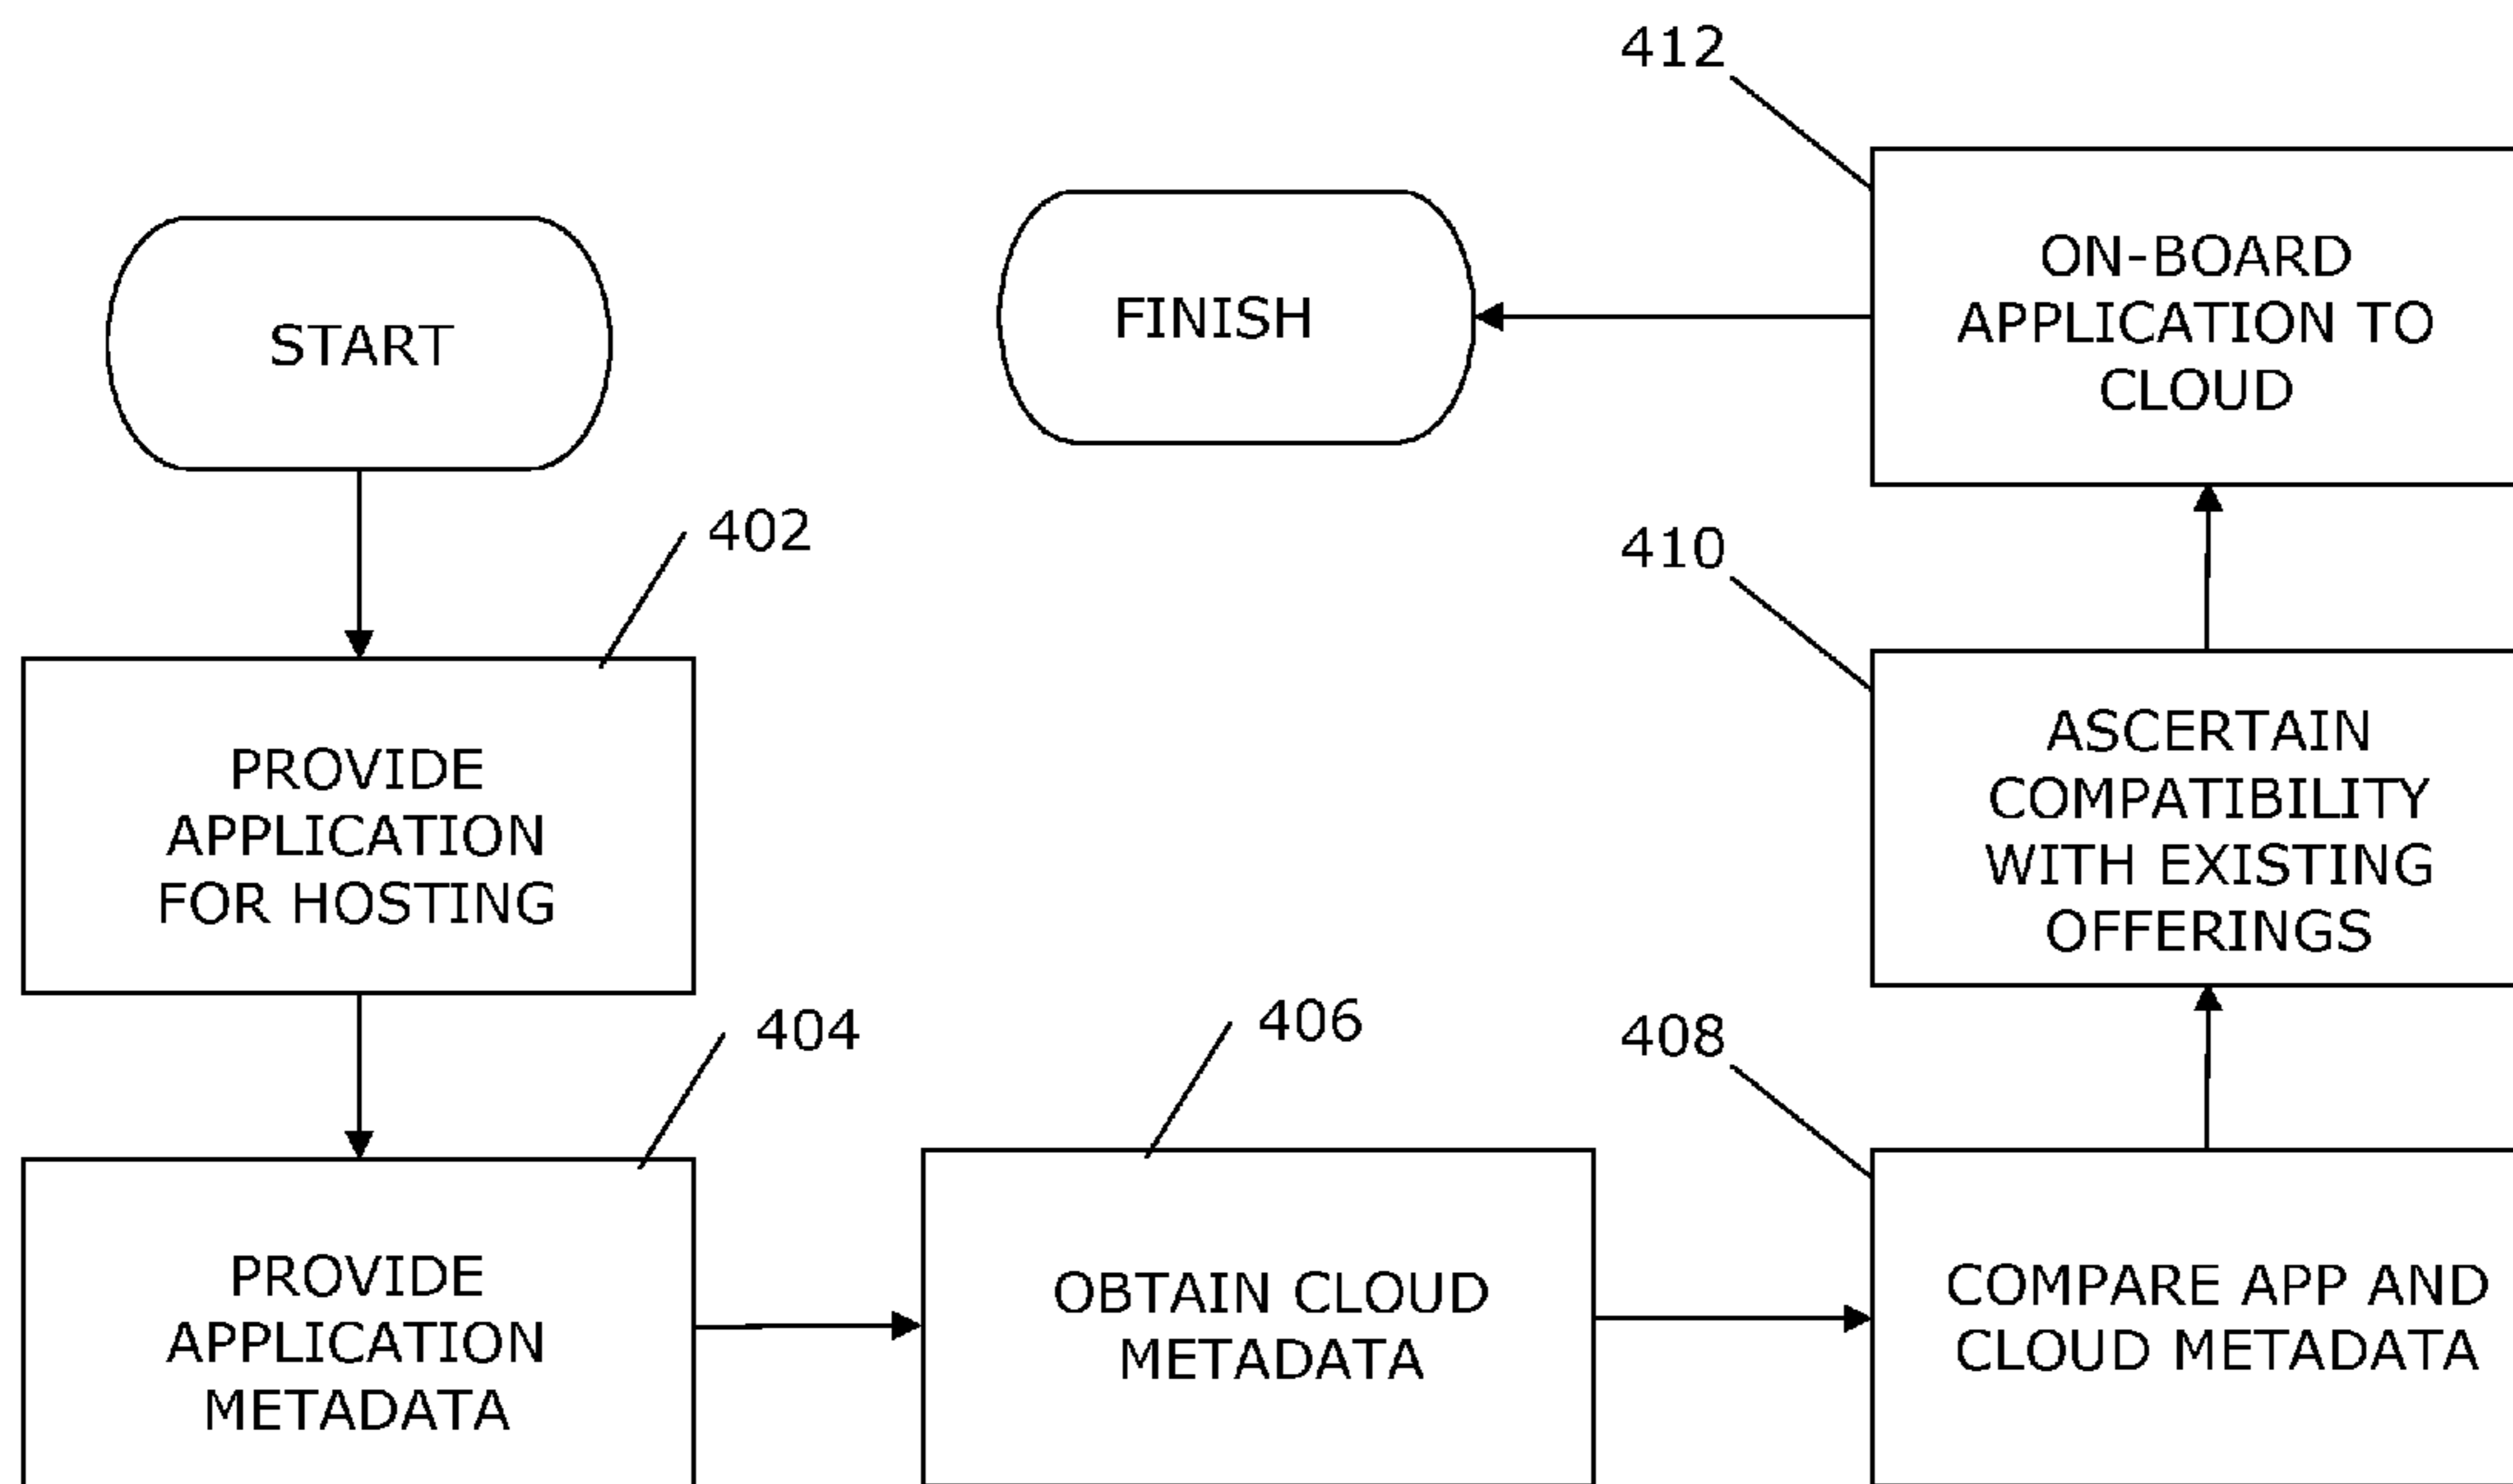 START
402
PROVIDE
APPLICATION
FOR HOSTING
404
PROVIDE
APPLICATION
METADATA
406
OBTAIN CLOUD
METADATA
408
COMPARE APP AND
CLOUD METADATA
410
ASCERTAIN
COMPATIBILITY
WITH EXISTING
OFFERINGS
412
ON-BOARD
APPLICATION TO
CLOUD
FINISH